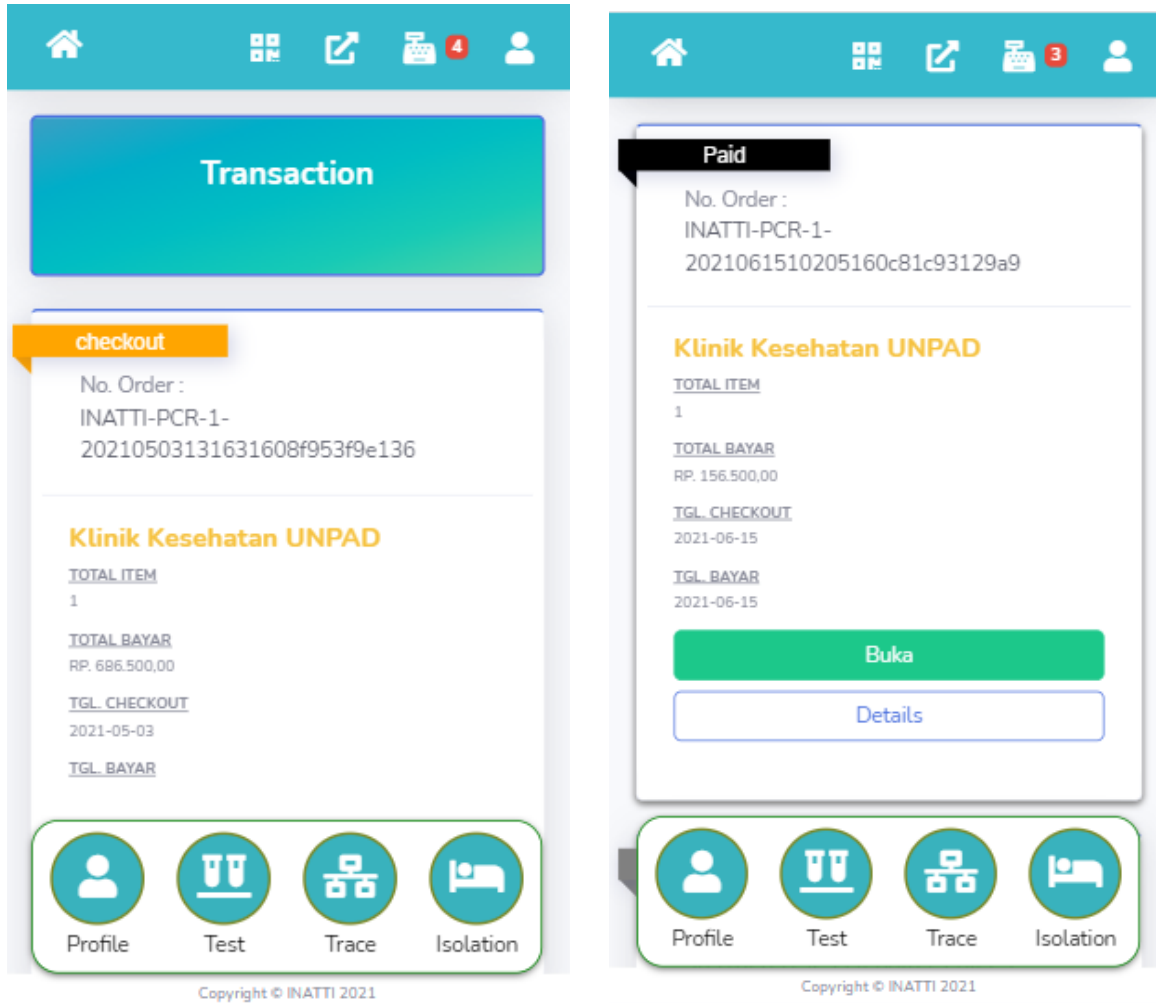 4
Transaction
checkout
No. Order :
INATTI-PCR-1-
20210503131631608f953f9e136
Klinik Kesehatan UNPAD
TOTAL ITEM
1
TOTAL BAYAR
RP. 686.500,00
TGL. CHECKOUT
2021-05-03
TGL. BAYAR
Profile Test Trace Isolation
Copyright © INATTI 2021
3
Paid
No. Order :
INATTI-PCR-1-
2021061510205160c81c93129a9
Klinik Kesehatan UNPAD
TOTAL ITEM
1
TOTAL BAYAR
RP. 156.500,00
TGL. CHECKOUT
2021-06-15
TGL. BAYAR
2021-06-15
Buka
Details
Profile Test Trace Isolation
Copyright © INATTI 2021